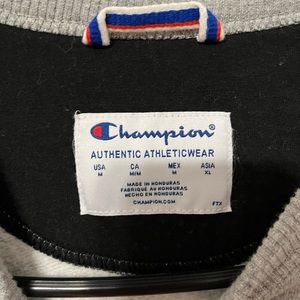 Champion®
AUTHENTIC ATHLETICWEAR
USA CA MEX ASIA
M M/M M XL
MADE IN HONDURAS
FABRIQUÉ AU HONDURAS
HECHO EN HONDURAS
CHAMPION.COM
FTX